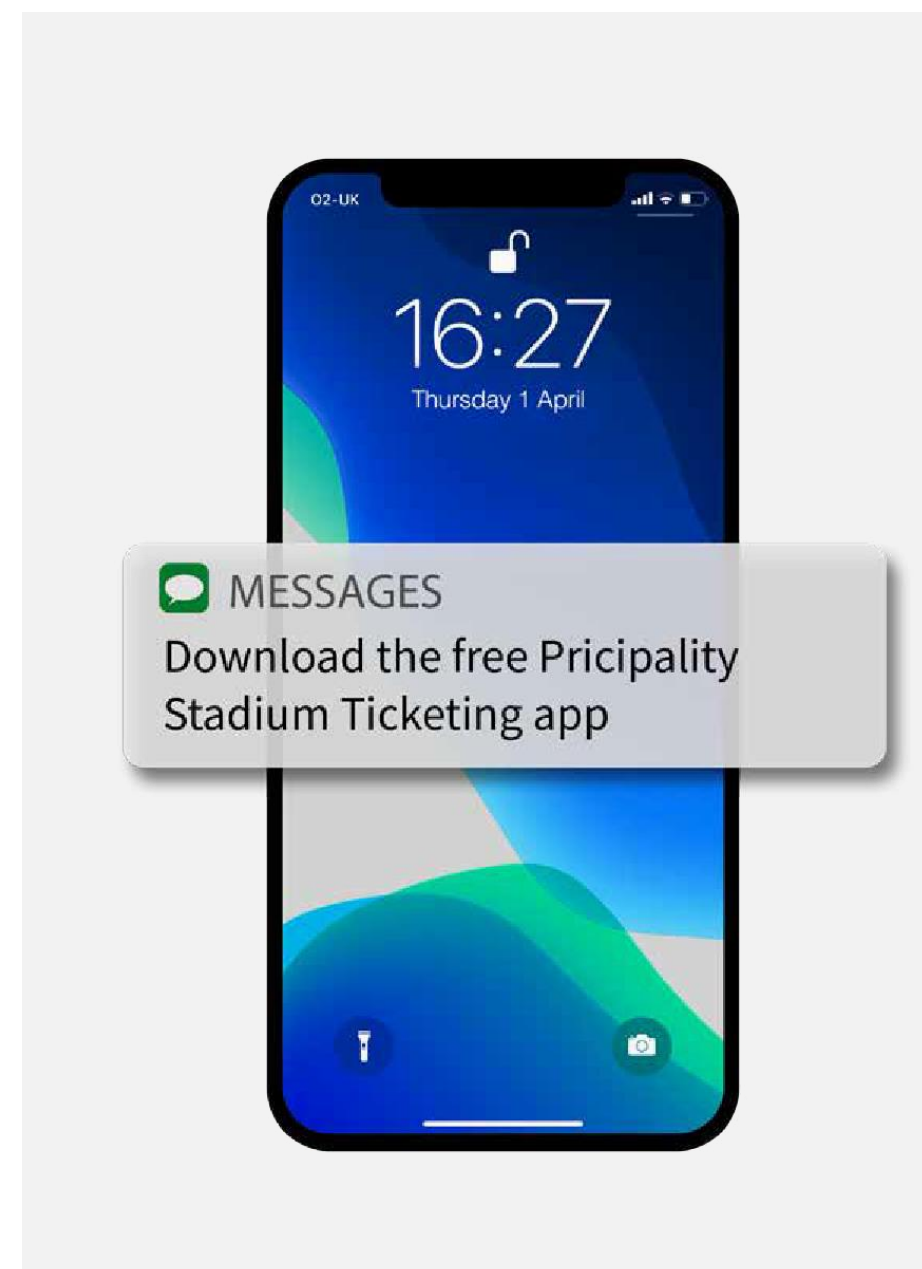 O2-UK
16:27
Thursday 1 April
MESSAGES
Download the free Pricipality
Stadium Ticketing app